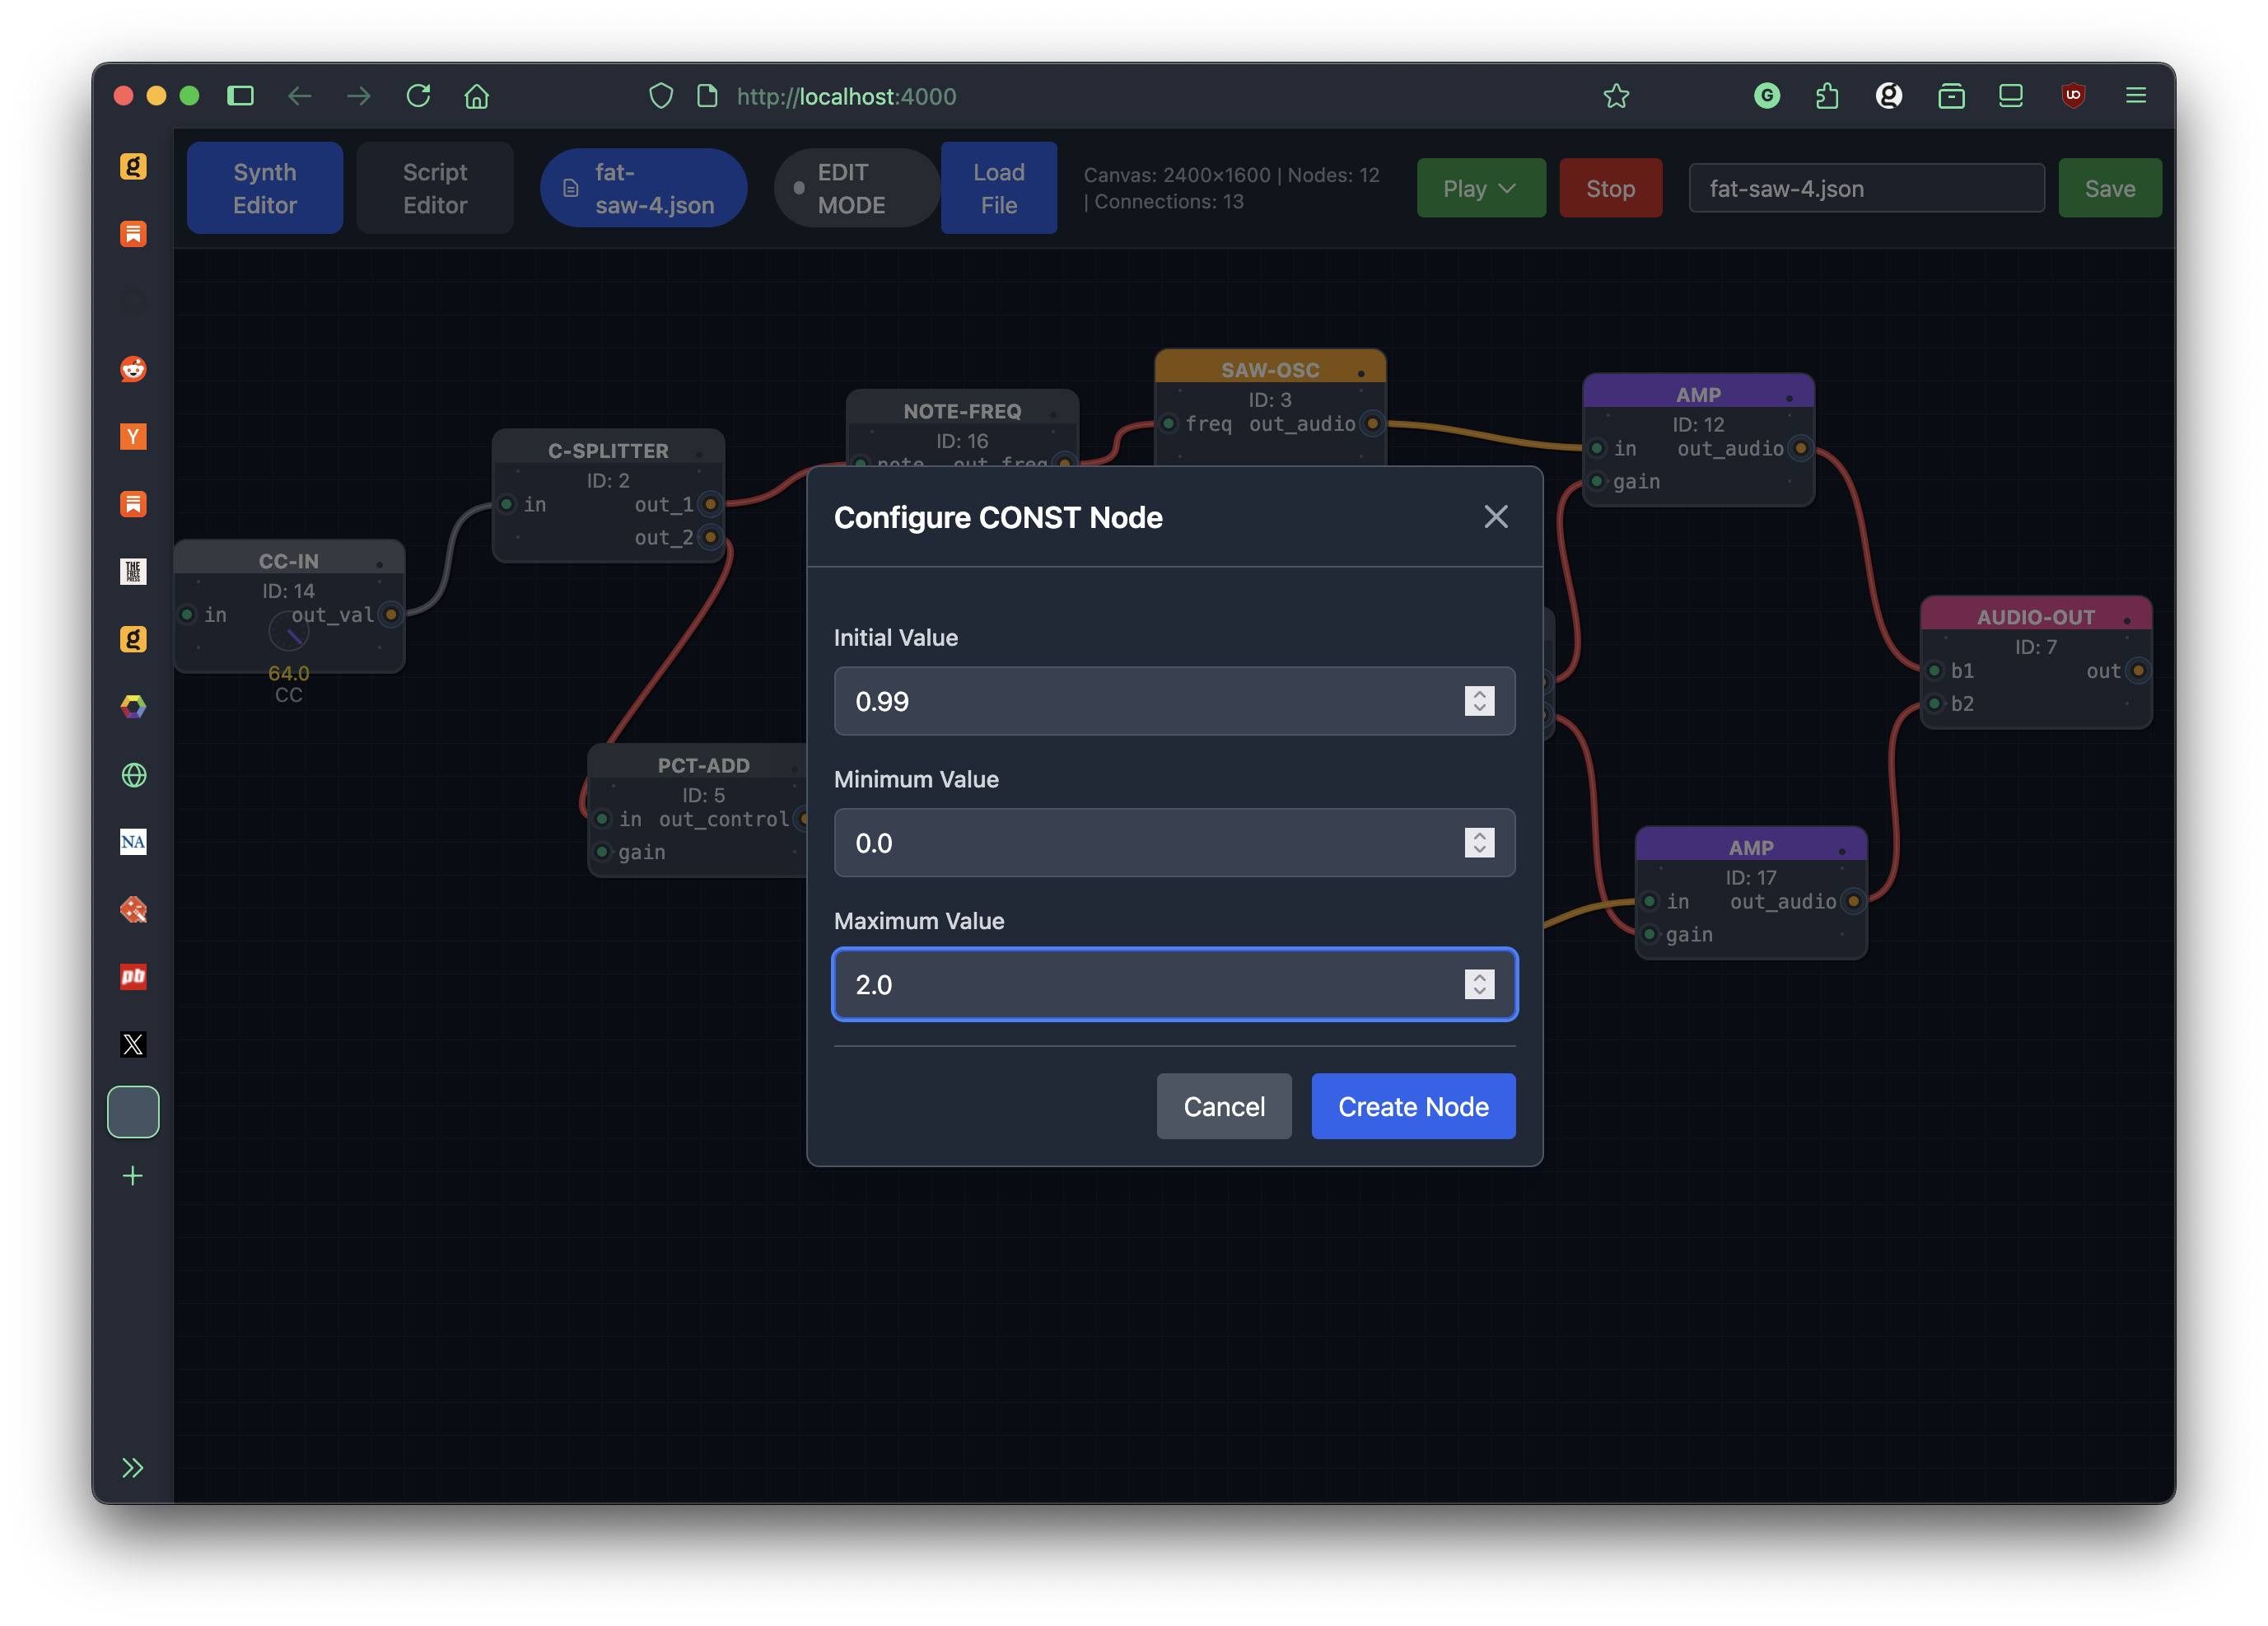 http://localhost:4000
Synth
Editor
Script
Editor
fat-
saw-4.json
EDIT
MODE
Load
File
Canvas: 2400×1600 | Nodes: 12
| Connections: 13
Play
Stop
fat-saw-4.json
Save
SAW-OSC
ID: 3
freq out_audio
AMP
ID: 12
in out_audio
gain
NOTE-FREQ
ID: 16
note out_freq
C-SPLITTER
ID: 2
in out_1
out_2
CC-IN
ID: 14
in out_val
64.0
CC
PCT-ADD
ID: 5
in out_control
gain
Configure CONST Node
Initial Value
0.99
Minimum Value
0.0
Maximum Value
2.0
Cancel
Create Node
AUDIO-OUT
ID: 7
b1 out
b2
AMP
ID: 17
in out_audio
gain
g
Y
THE
FREE
PRESS
g
NA
pb
X
G
g